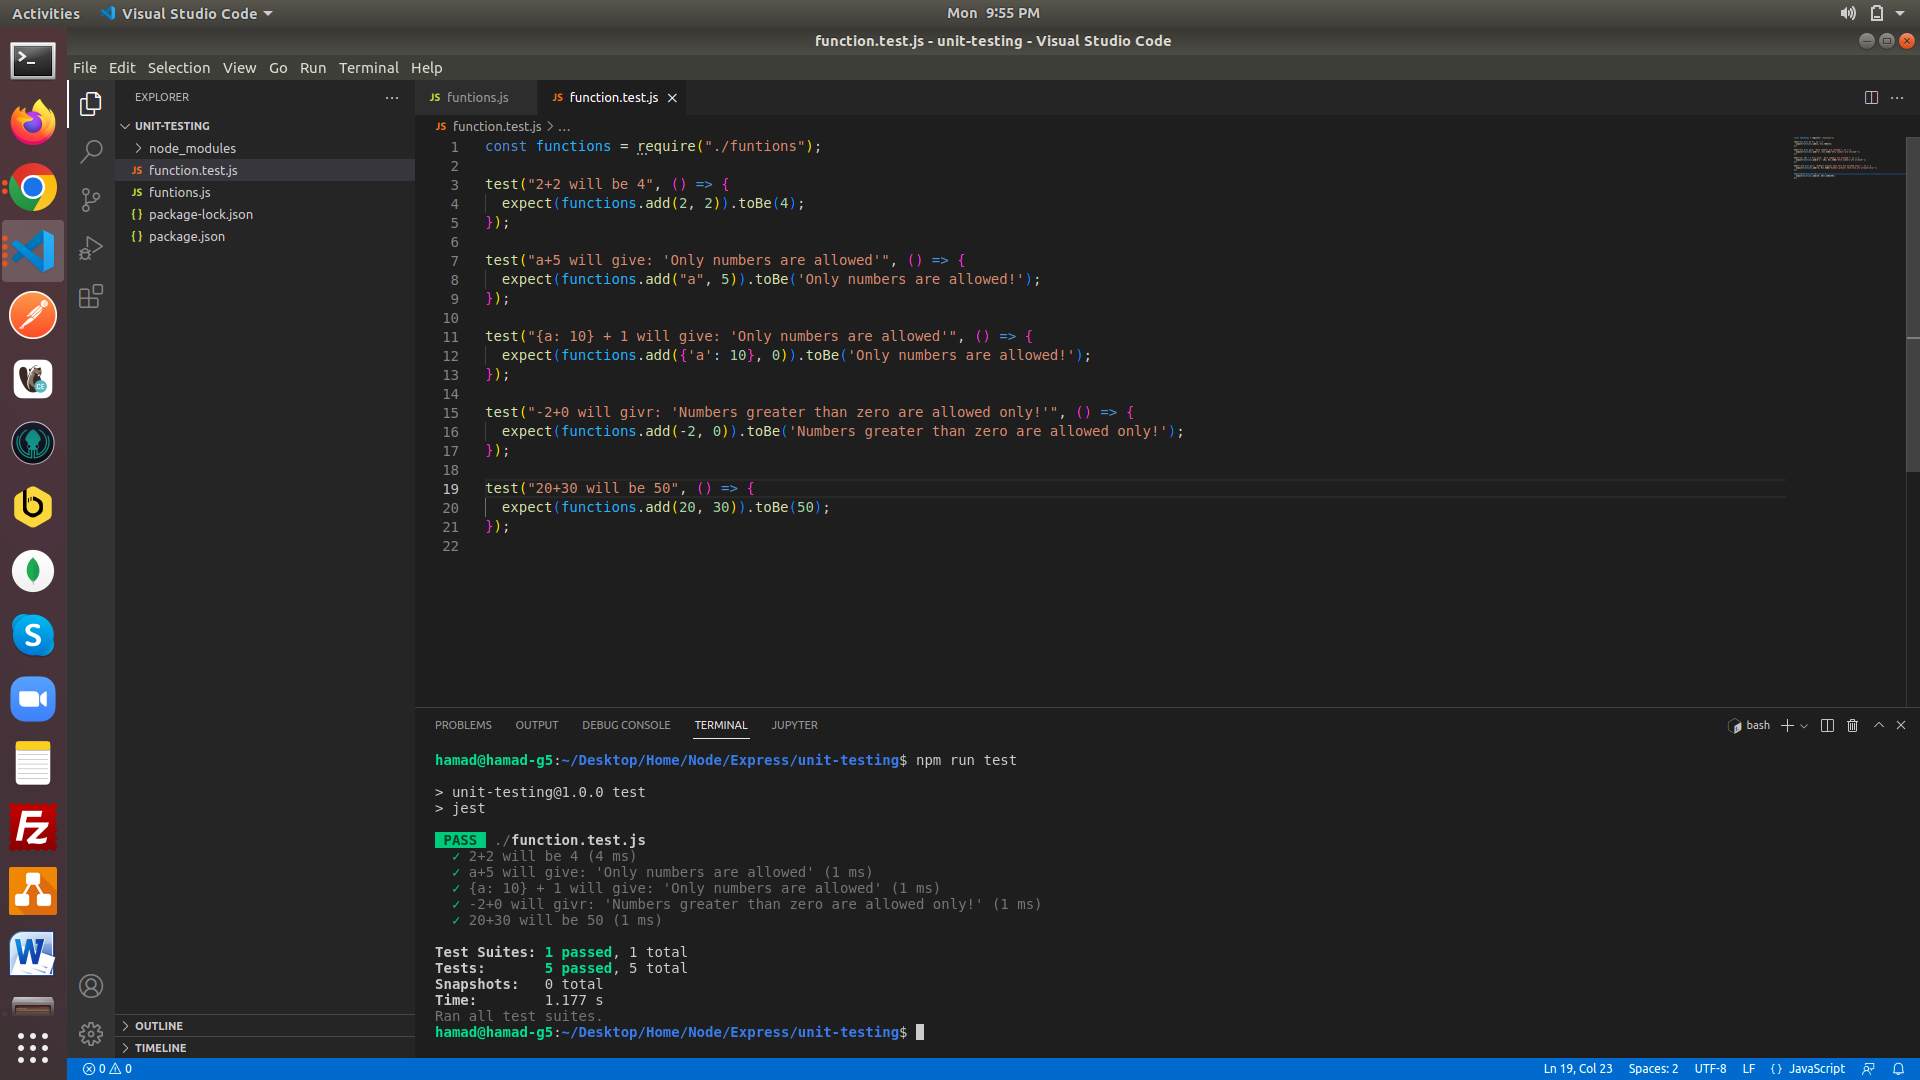 Activities Visual Studio Code Mon 9:55 PM
function.test.js - unit-testing - Visual Studio Code
File Edit Selection View Go Run Terminal Help
EXPLORER
UNIT-TESTING
node_modules
JS function.test.js
JS funtions.js
{} package-lock.json
{} package.json
OUTLINE
TIMELINE
JS funtions.js JS function.test.js
JS function.test.js > ...
1 const functions = require("./funtions");
2
3 test("2+2 will be 4", () => {
4 expect(functions.add(2, 2)).toBe(4);
5 });
6
7 test("a+5 will give: 'Only numbers are allowed'", () => {
8 expect(functions.add("a", 5)).toBe('Only numbers are allowed!');
9 });
10
11 test("{a: 10} + 1 will give: 'Only numbers are allowed'", () => {
12 expect(functions.add({'a': 10}, 0)).toBe('Only numbers are allowed!');
13 });
14
15 test("-2+0 will givr: 'Numbers greater than zero are allowed only!'", () => {
16 expect(functions.add(-2, 0)).toBe('Numbers greater than zero are allowed only!');
17 });
18
19 test("20+30 will be 50", () => {
20 expect(functions.add(20, 30)).toBe(50);
21 });
22
PROBLEMS OUTPUT DEBUG CONSOLE TERMINAL JUPYTER bash
hamad@hamad-g5:~/Desktop/Home/Node/Express/unit-testing$ npm run test
> unit-testing@1.0.0 test
> jest
PASS ./function.test.js
✓ 2+2 will be 4 (4 ms)
✓ a+5 will give: 'Only numbers are allowed' (1 ms)
✓ {a: 10} + 1 will give: 'Only numbers are allowed' (1 ms)
✓ -2+0 will givr: 'Numbers greater than zero are allowed only!' (1 ms)
✓ 20+30 will be 50 (1 ms)
Test Suites: 1 passed, 1 total
Tests: 5 passed, 5 total
Snapshots: 0 total
Time: 1.177 s
Ran all test suites.
hamad@hamad-g5:~/Desktop/Home/Node/Express/unit-testing$
0 0 Ln 19, Col 23 Spaces: 2 UTF-8 LF {} JavaScript